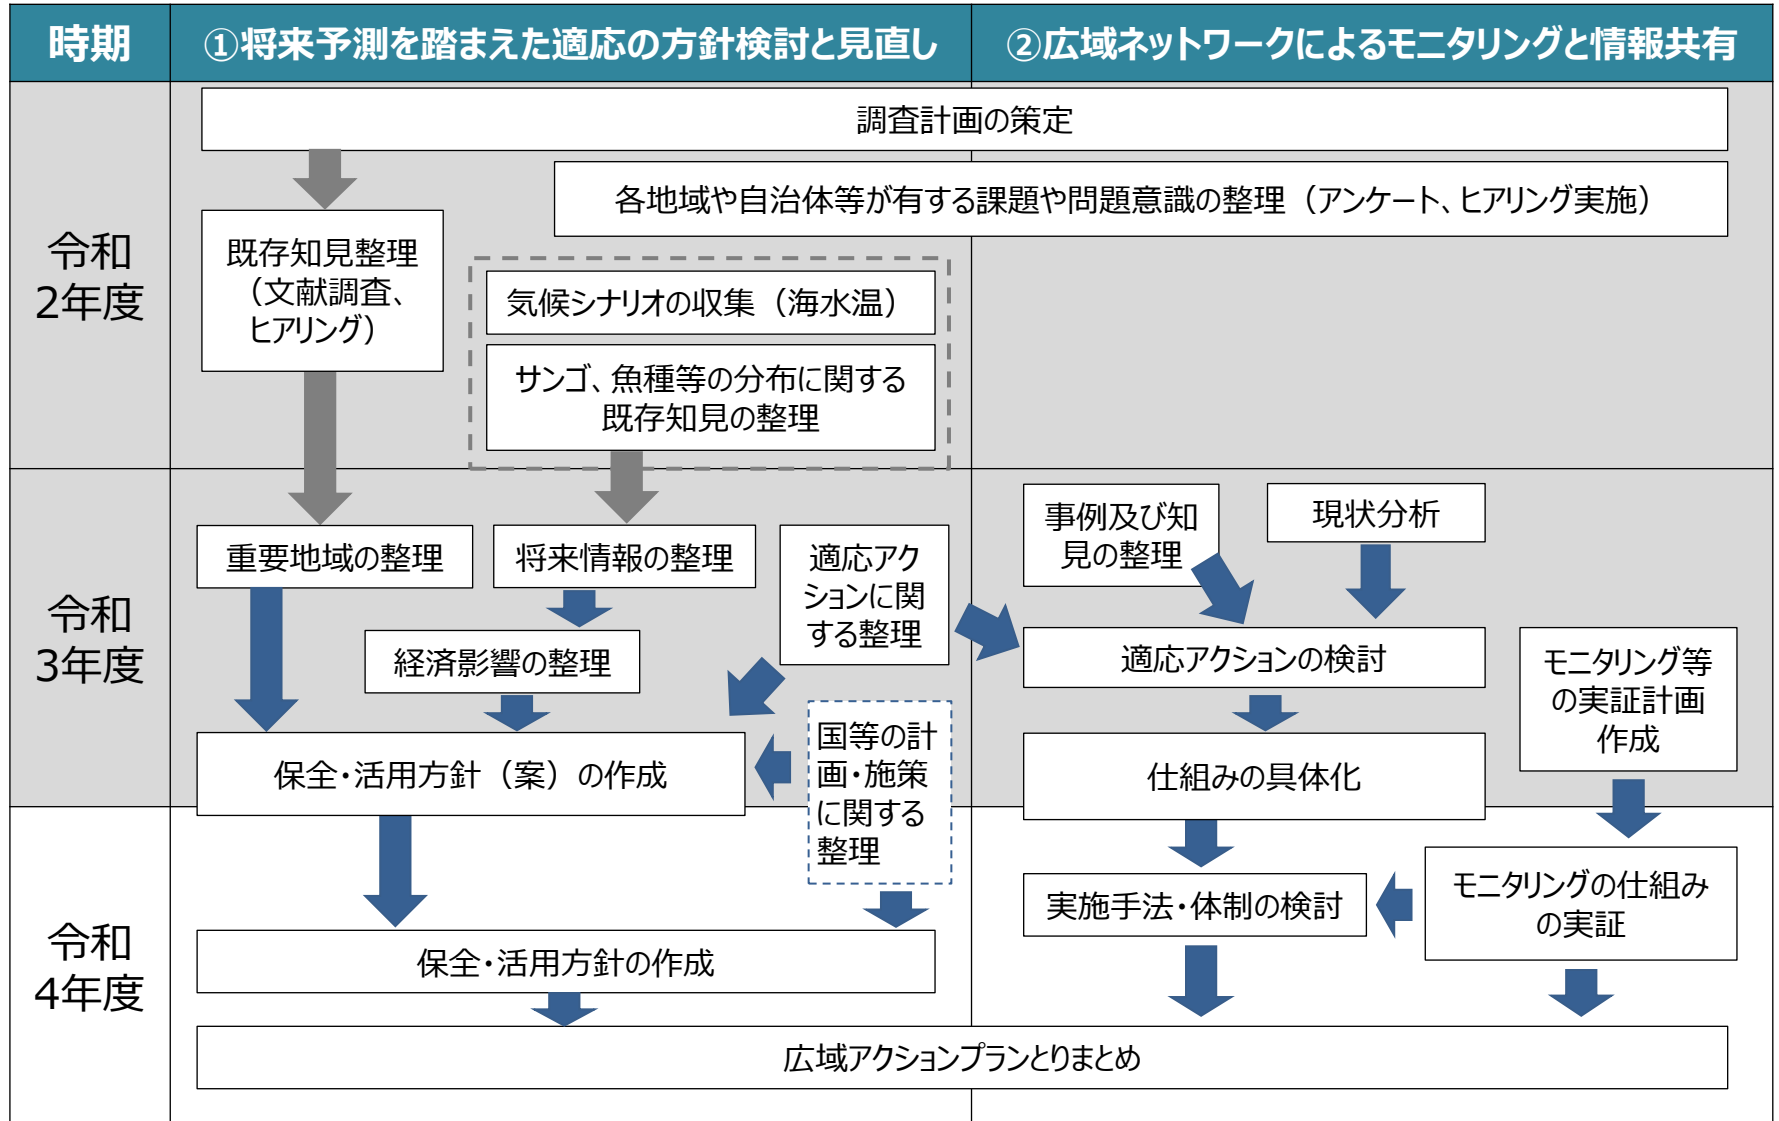 時期
①将来予測を踏まえた適応の方針検討と見直し
②広域ネットワークによるモニタリングと情報共有
令和
2年度
調査計画の策定
各地域や自治体等が有する課題や問題意識の整理（アンケート、ヒアリング実施）
既存知見整理
（文献調査、
ヒアリング）
気候シナリオの収集（海水温）
サンゴ、魚種等の分布に関する
既存知見の整理
令和
3年度
重要地域の整理
将来情報の整理
適応アク
ションに関
する整理
経済影響の整理
国等の計
画・施策
に関する
整理
保全・活用方針（案）の作成
事例及び知
見の整理
現状分析
適応アクションの検討
モニタリング等
の実証計画
作成
仕組みの具体化
令和
4年度
保全・活用方針の作成
実施手法・体制の検討
モニタリングの仕組み
の実証
広域アクションプランとりまとめ